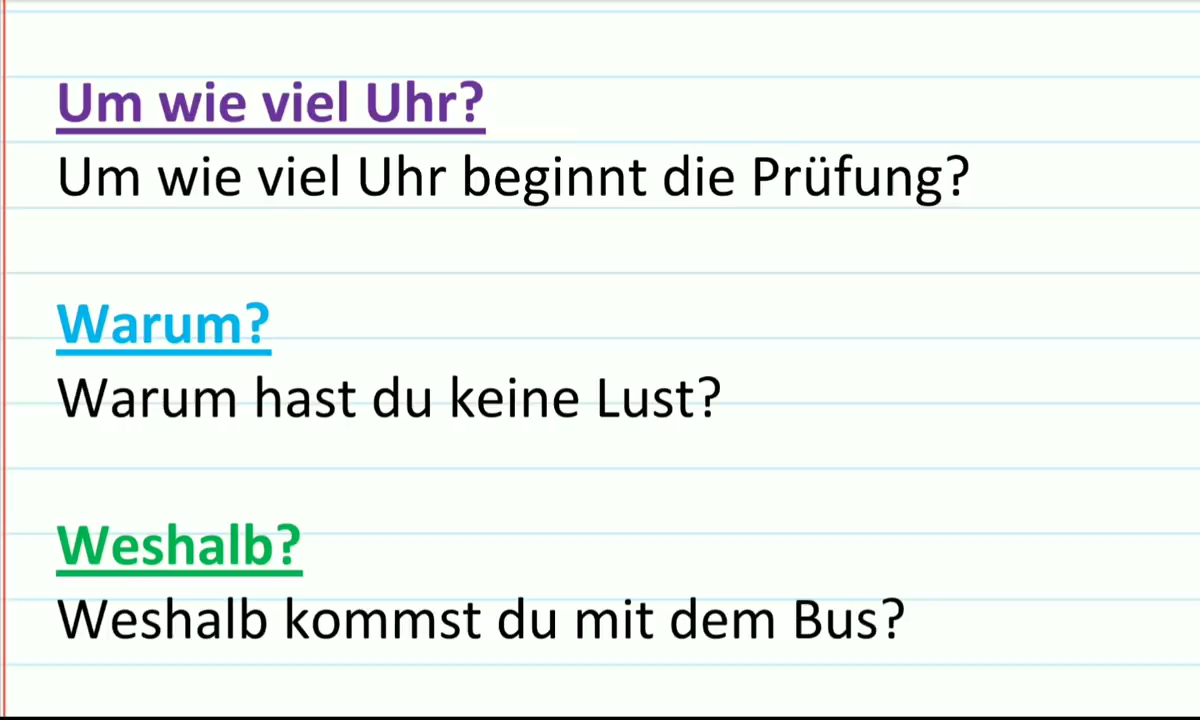 Um wie viel Uhr?
Um wie viel Uhr beginnt die Prüfung?
Warum?
Warum hast du keine Lust?
Weshalb?
Weshalb kommst du mit dem Bus?